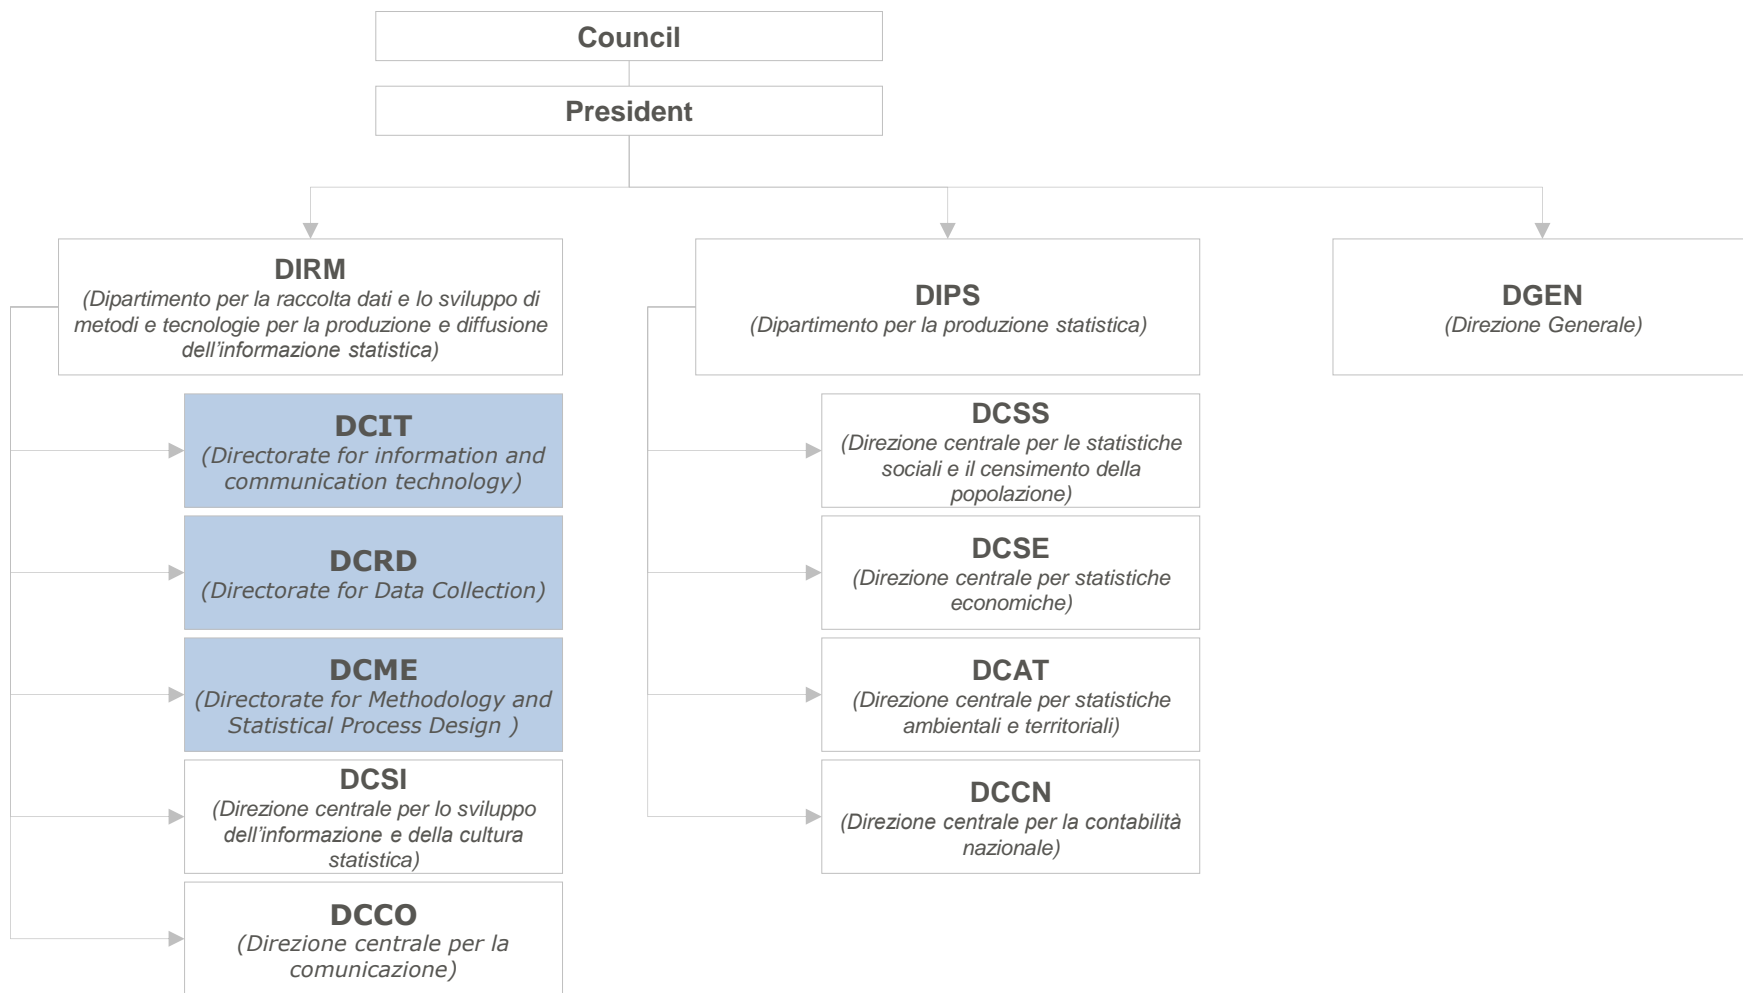 Council
President
DIRM
(Dipartimento per la raccolta dati e lo sviluppo di
metodi e tecnologie per la produzione e diffusione
dell'informazione statistica)
DIPS
(Dipartimento per la produzione statistica)
DGEN
(Direzione Generale)
DCIT
(Directorate for information and
communication technology)
DCRD
(Directorate for Data Collection)
DCME
(Directorate for Methodology and
Statistical Process Design )
DCSI
(Direzione centrale per lo sviluppo
dell'informazione e della cultura
statistica)
DCCO
(Direzione centrale per la
comunicazione)
DCSS
(Direzione centrale per le statistiche
sociali e il censimento della
popolazione)
DCSE
(Direzione centrale per statistiche
economiche)
DCAT
(Direzione centrale per statistiche
ambientali e territoriali)
DCCN
(Direzione centrale per la contabilità
nazionale)